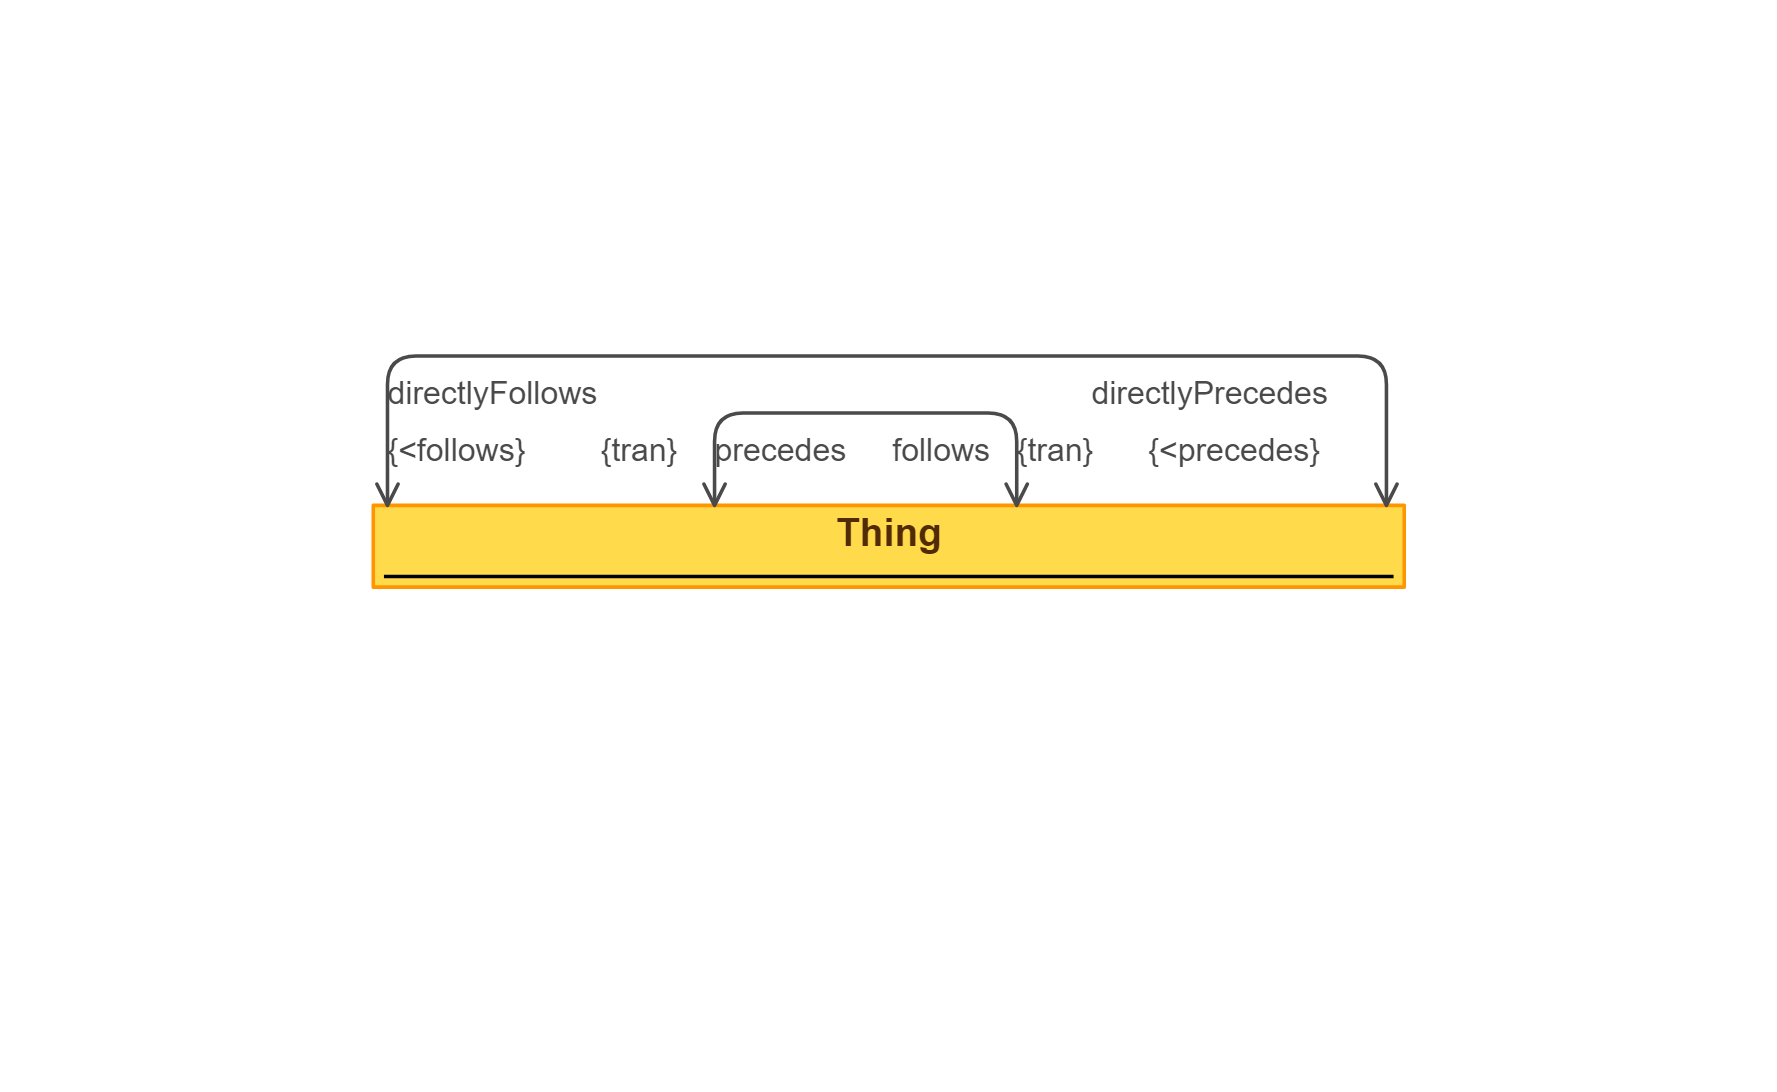 directlyFollows directlyPrecedes
{<follows} {tran} precedes follows {tran} {<precedes}
Thing